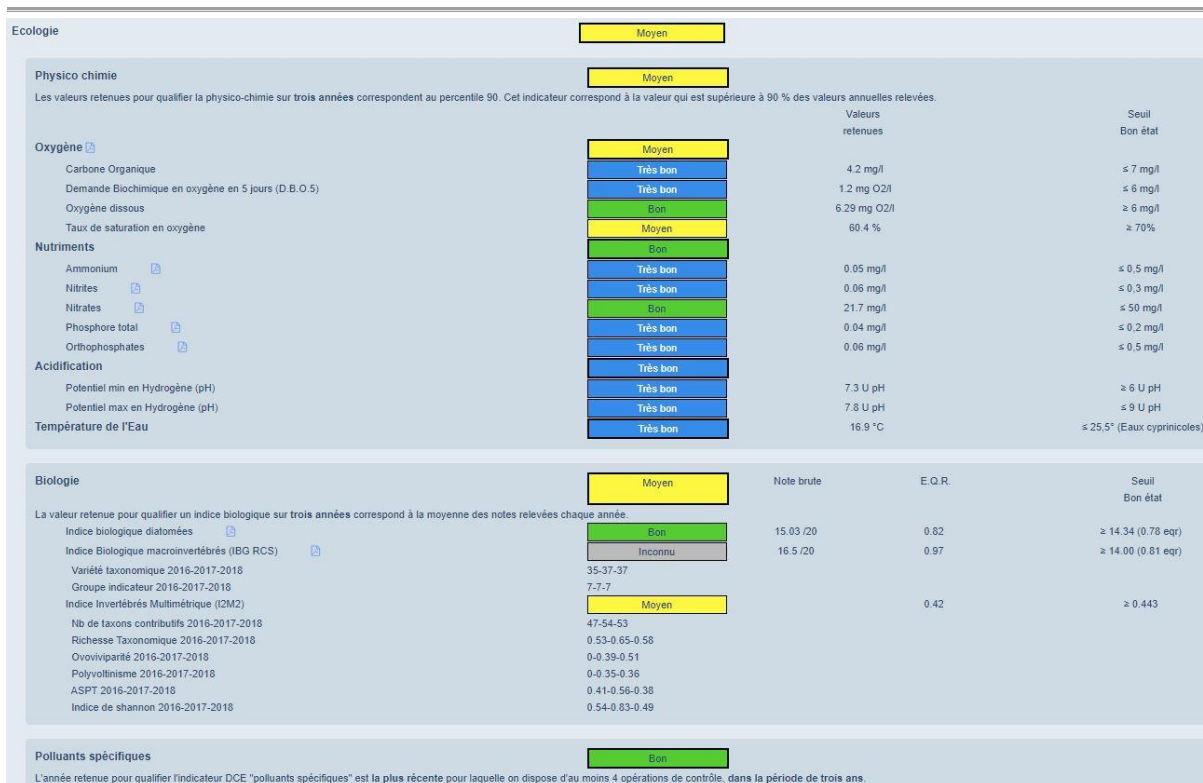 Ecologie Moyen
Physico chimie Moyen
Les valeurs retenues pour qualifier la physico-chimie sur trois années correspondent au percentile 90. Cet indicateur correspond à la valeur qui est supérieure à 90 % des valeurs annuelles relevées.
Valeurs Seuil
retenues Bon état
Oxygène Moyen
Carbone Organique Très bon 4.2 mg/l ≤ 7 mg/l
Demande Biochimique en oxygène en 5 jours (D.B.O.5) Très bon 1.2 mg O2/l ≤ 6 mg/l
Oxygène dissous Bon 6.29 mg O2/l ≥ 6 mg/l
Taux de saturation en oxygène Moyen 60.4 % ≥ 70%
Nutriments Bon
Ammonium Très bon 0.05 mg/l ≤ 0,5 mg/l
Nitrites Très bon 0.06 mg/l ≤ 0,3 mg/l
Nitrates Bon 21.7 mg/l ≤ 50 mg/l
Phosphore total Très bon 0.04 mg/l ≤ 0,2 mg/l
Orthophosphates Très bon 0.06 mg/l ≤ 0,5 mg/l
Acidification Très bon
Potentiel min en Hydrogène (pH) Très bon 7.3 U pH ≥ 6 U pH
Potentiel max en Hydrogène (pH) Très bon 7.8 U pH ≤ 9 U pH
Température de l'Eau Très bon 16.9 °C ≤ 25,5° (Eaux cyprinicoles)
Biologie Moyen Note brute E.Q.R. Seuil
Bon état
La valeur retenue pour qualifier un indice biologique sur trois années correspond à la moyenne des notes relevées chaque année.
Indice biologique diatomées Bon 15.03 /20 0.82 ≥ 14.34 (0.78 eqr)
Indice Biologique macroinvertébrés (IBG RCS) Inconnu 16.5 /20 0.97 ≥ 14.00 (0.81 eqr)
Variété taxonomique 2016-2017-2018 35-37-37
Groupe indicateur 2016-2017-2018 7-7-7
Indice Invertébrés Multimétrique (I2M2) Moyen 0.42 ≥ 0.443
Nb de taxons contributifs 2016-2017-2018 47-54-53
Richesse Taxonomique 2016-2017-2018 0.53-0.65-0.58
Ovoviviparité 2016-2017-2018 0-0.39-0.51
Polyvoltinisme 2016-2017-2018 0-0.35-0.36
ASPT 2016-2017-2018 0.41-0.56-0.38
Indice de shannon 2016-2017-2018 0.54-0.83-0.49
Polluants spécifiques Bon
L'année retenue pour qualifier l'indicateur DCE "polluants spécifiques" est la plus récente pour laquelle on dispose d'au moins 4 opérations de contrôle, dans la période de trois ans.